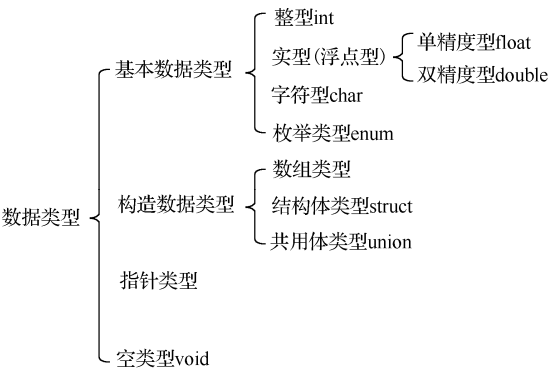 整型int
实型(浮点型)
单精度型float
双精度型double
基本数据类型
字符型char
枚举类型enum
数据类型
构造数据类型
数组类型
结构体类型struct
共用体类型union
指针类型
空类型void